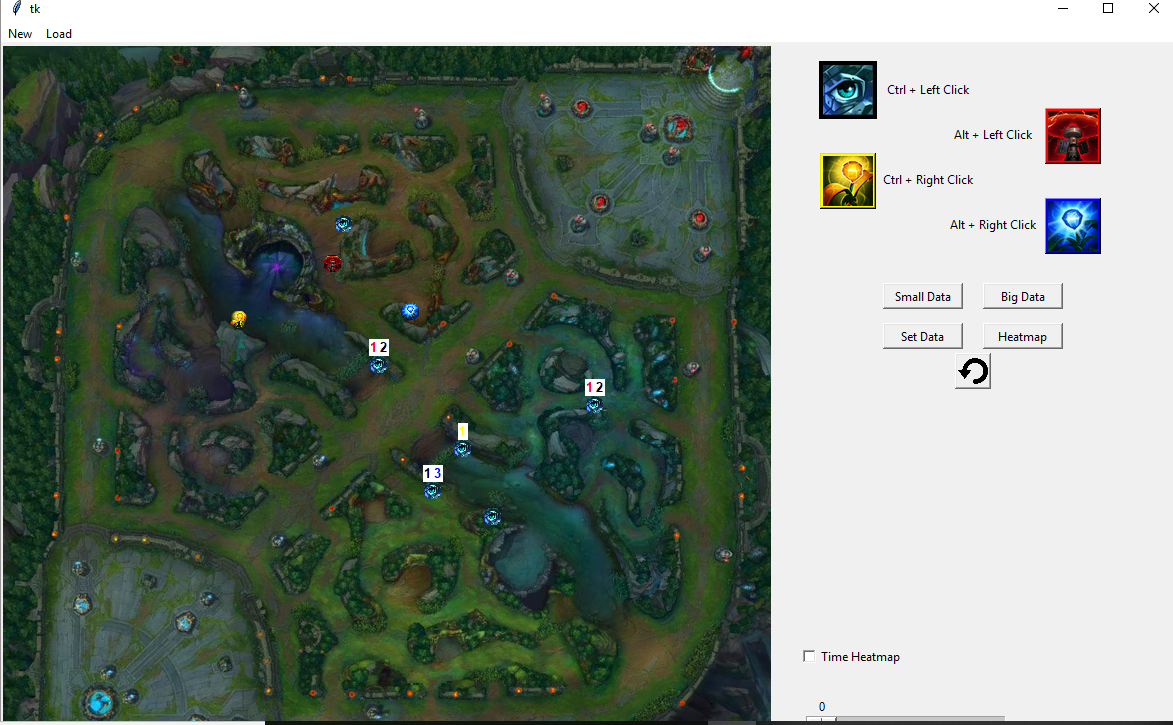 tk
New Load
Ctrl + Left Click
Alt + Left Click
Ctrl + Right Click
Alt + Right Click
Small Data Big Data
Set Data Heatmap
1 2
1 2
1
1 3
Time Heatmap
0